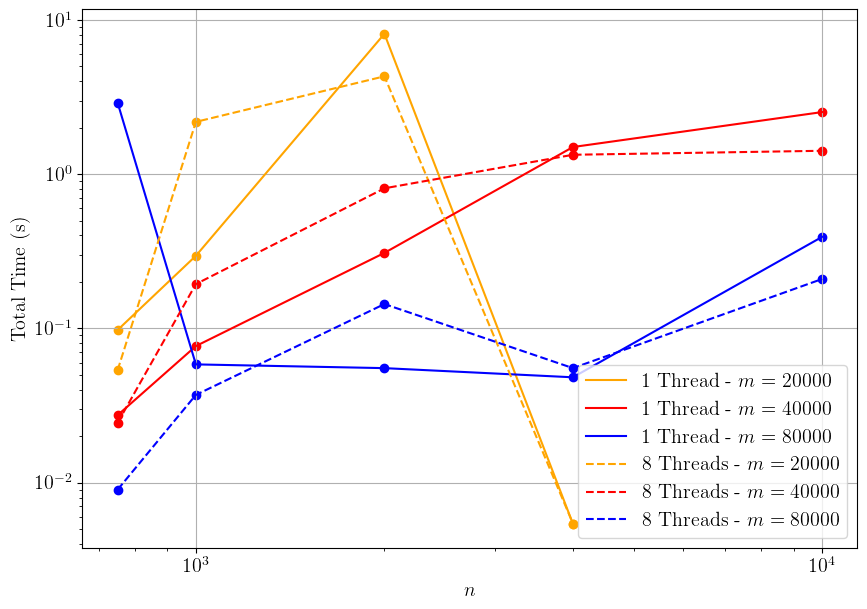 10^1
10^0
10^{-1}
10^{-2}
Total Time (s)
10^3
10^4
n
1 Thread - m = 20000
1 Thread - m = 40000
1 Thread - m = 80000
8 Threads - m = 20000
8 Threads - m = 40000
8 Threads - m = 80000